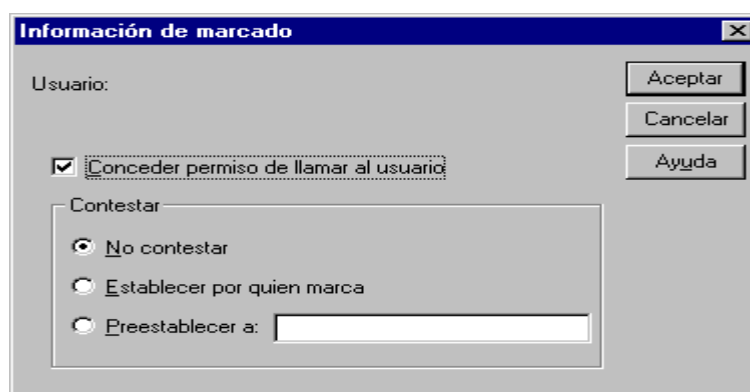 Información de marcado
Usuario:
Aceptar
Cancelar
Ayuda
Conceder permiso de llamar al usuario
Contestar
No contestar
Establecer por quien marca
Preestablecer a: